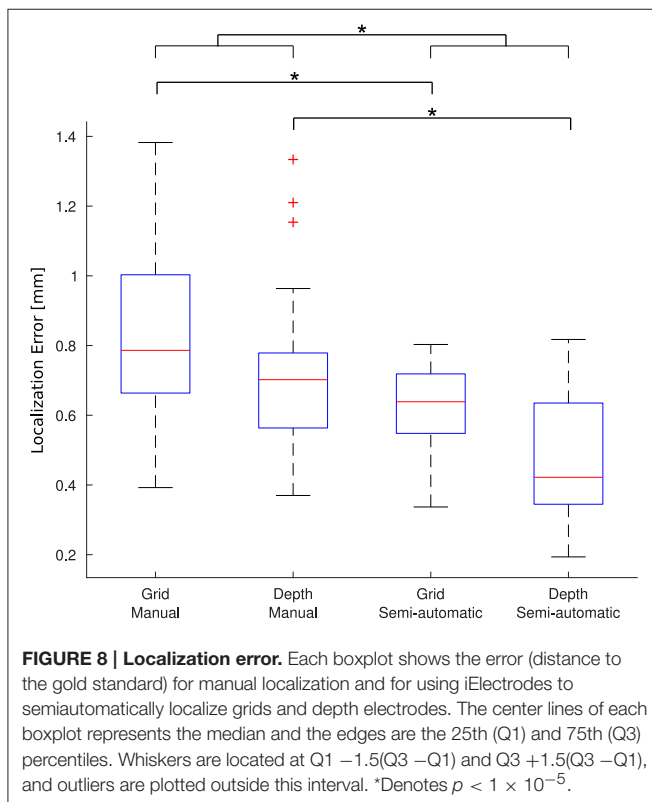 *
*
*
1.4
1.2
1
0.8
0.6
0.4
0.2
Localization Error [mm]
Grid Manual
Depth Manual
Grid Semi-automatic
Depth Semi-automatic
FIGURE 8 | Localization error. Each boxplot shows the error (distance to
the gold standard) for manual localization and for using iElectrodes to
semiautomatically localize grids and depth electrodes. The center lines of each
boxplot represents the median and the edges are the 25th (Q1) and 75th (Q3)
percentiles. Whiskers are located at Q1 −1.5(Q3 −Q1) and Q3 +1.5(Q3 −Q1),
and outliers are plotted outside this interval. *Denotes p < 1 × 10⁻⁵.